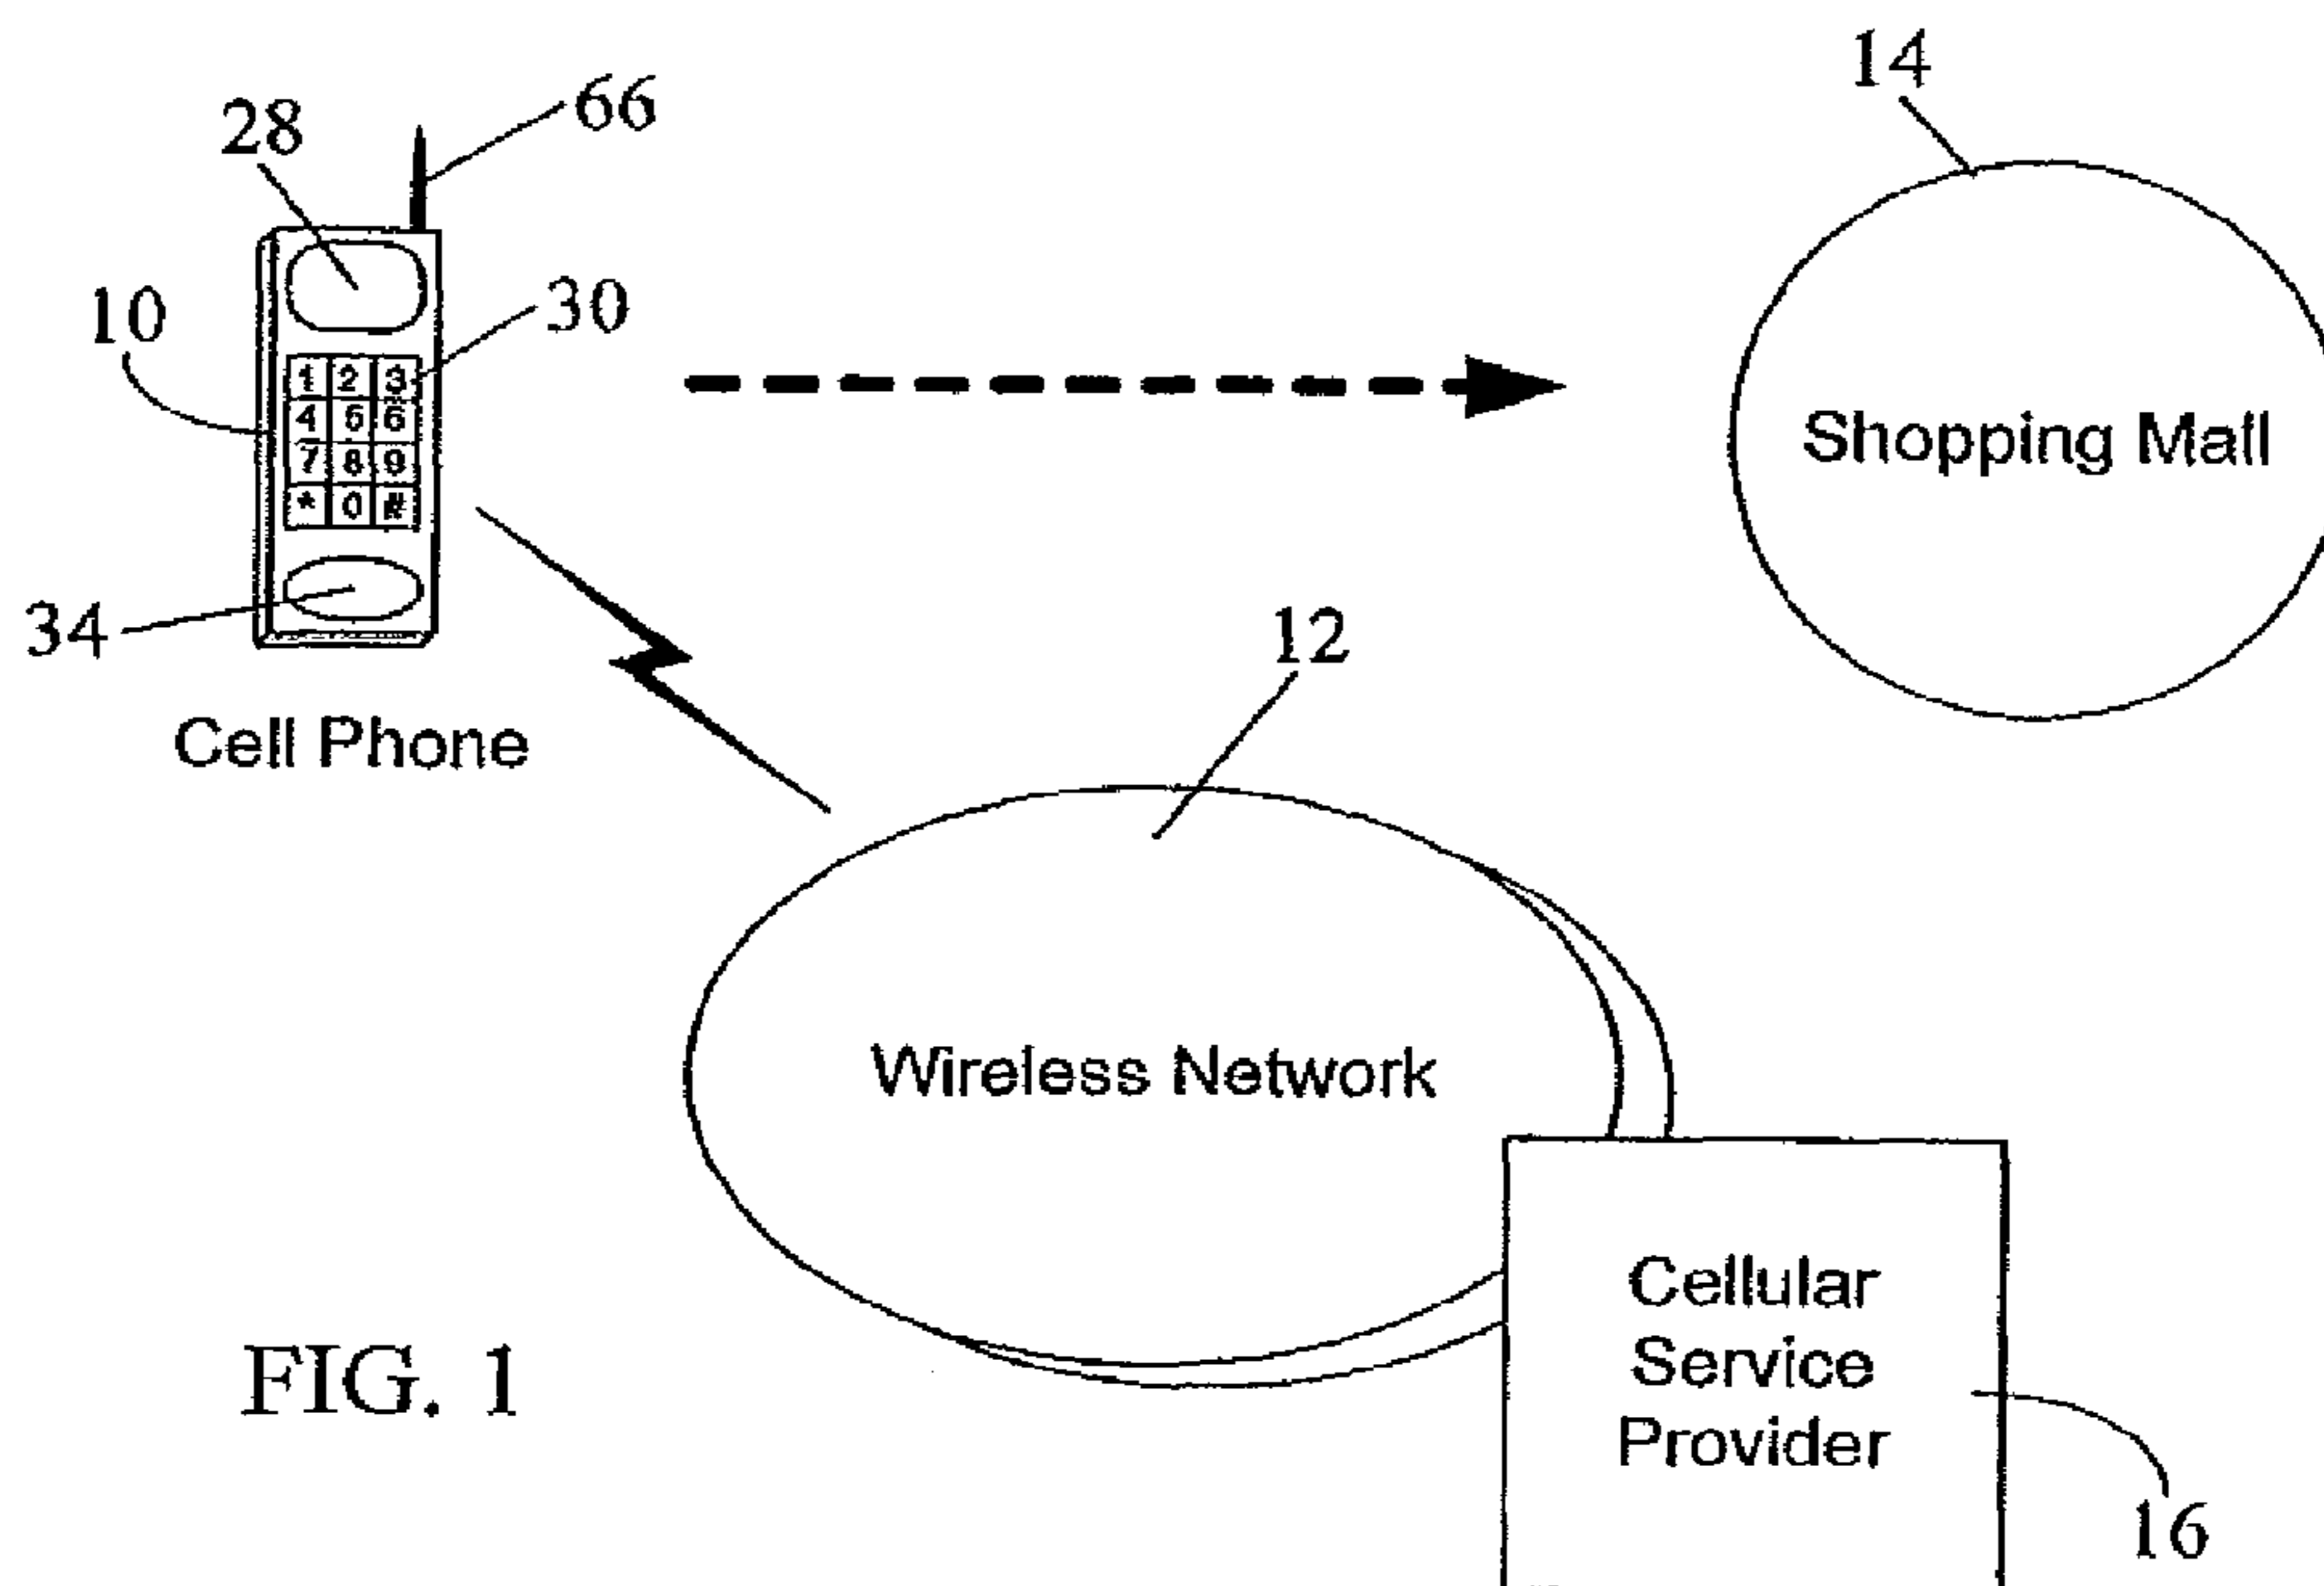 14
66
28
30
10
1 2 3
4 5 6
7 8 9
* 0 #
Shopping Mall
34
12
Cell Phone
Wireless Network
Cellular
Service
Provider
FIG. 1
16